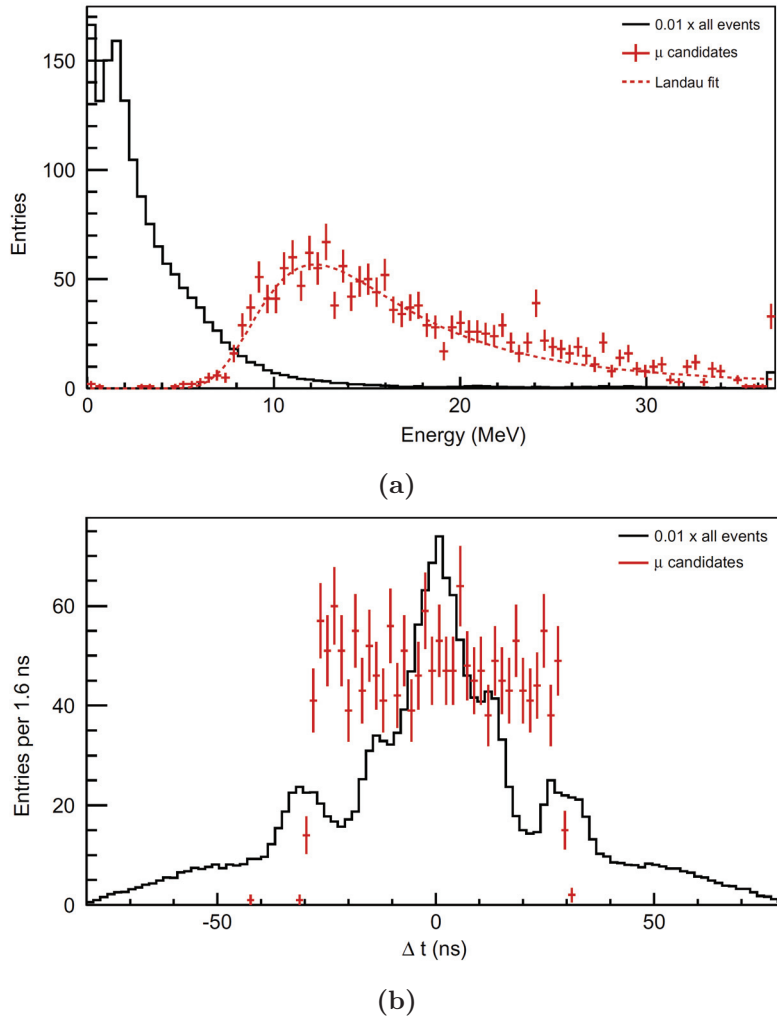 0.01 x all events
μ candidates
Landau fit
150
100
50
0
Entries
0
10
20
30
Energy (MeV)
(a)
0.01 x all events
μ candidates
60
40
20
0
Entries per 1.6 ns
-50
0
50
Δ t (ns)
(b)